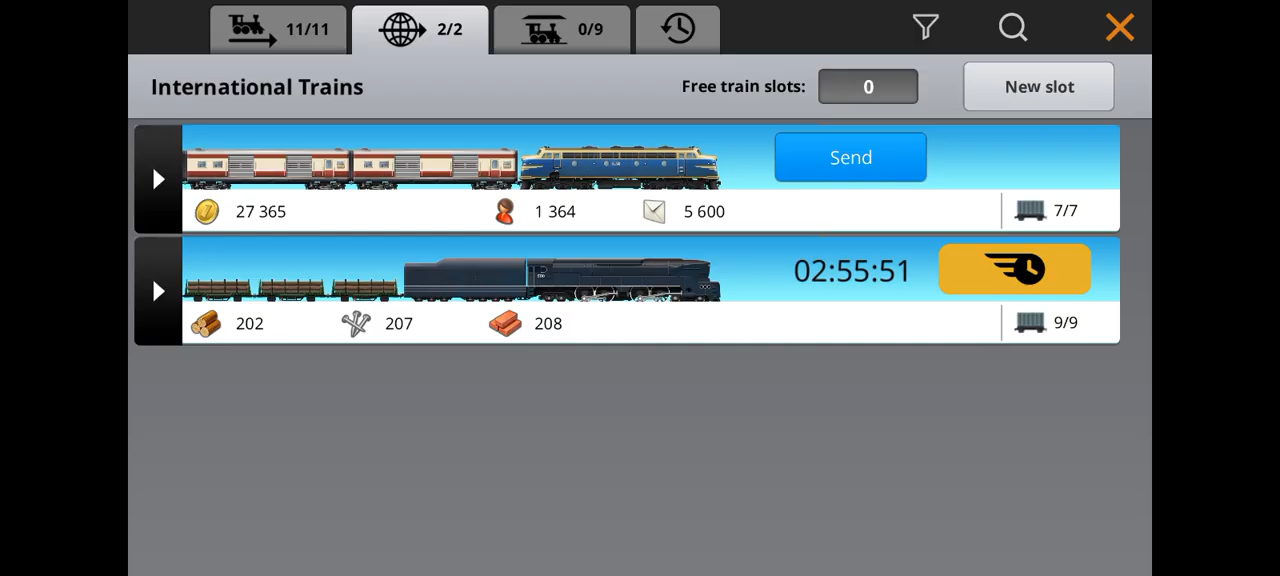 11/11 2/2 0/9
International Trains Free train slots: 0 New slot
Send
27 365 1 364 5 600 7/7
02:55:51
202 207 208 9/9